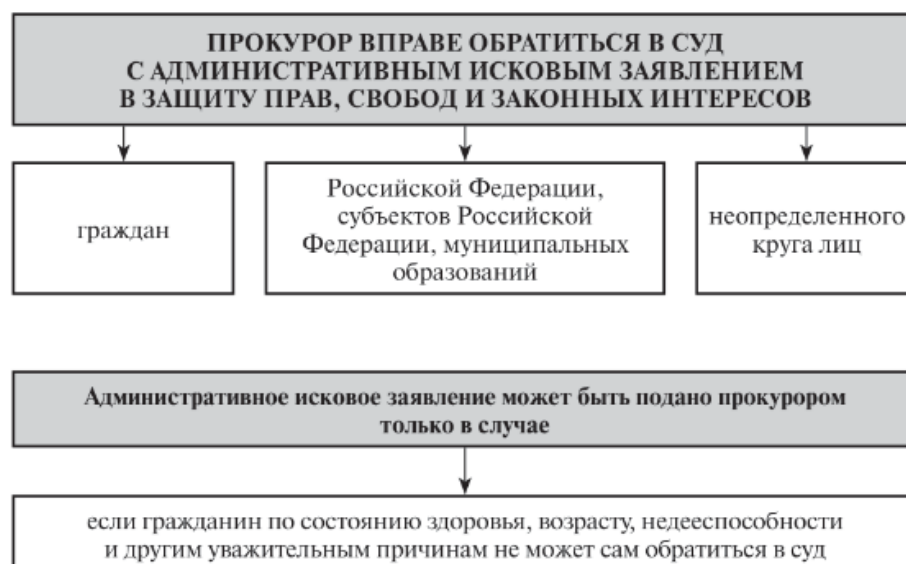 ПРОКУРОР ВПРАВЕ ОБРАТИТЬСЯ В СУД
С АДМИНИСТРАТИВНЫМ ИСКОВЫМ ЗАЯВЛЕНИЕМ
В ЗАЩИТУ ПРАВ, СВОБОД И ЗАКОННЫХ ИНТЕРЕСОВ
граждан
Российской Федерации,
субъектов Российской
Федерации, муниципальных
образований
неопределенного
круга лиц
Административное исковое заявление может быть подано прокурором
только в случае
если гражданин по состоянию здоровья, возрасту, недееспособности
и другим уважительным причинам не может сам обратиться в суд